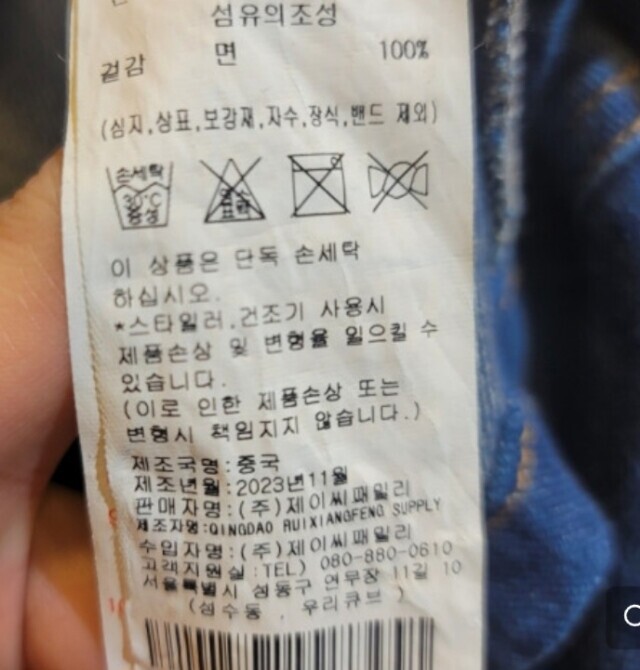 섬유의조성
겉감 면 100%
(심지,상표,보강재,자수,장식,밴드 제외)
손세탁
30℃
중성
염소
표백
이 상품은 단독 손세탁
하십시오.
*스타일러,건조기 사용시
제품손상 및 변형을 일으킬 수
있습니다.
(이로 인한 제품손상 또는
변형시 책임지지 않습니다.)
제조국명:중국
제조년월:2023년11월
판매자명:(주)제이씨패밀리
제조자명:QINGDAO RUIXIANGFENG SUPPLY
수입자명:(주)제이씨패밀리
고객지원실:TEL) 080-880-0610
서울특별시 성동구 연무장 11길 10
(성수동 , 우리큐브 )